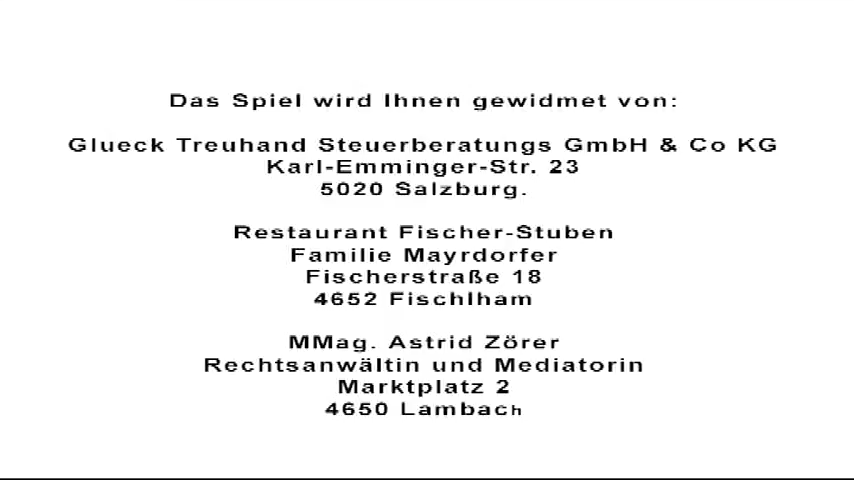 Das Spiel wird Ihnen gewidmet von:
Glueck Treuhand Steuerberatungs GmbH & Co KG
Karl-Emminger-Str. 23
5020 Salzburg.
Restaurant Fischer-Stuben
Familie Mayrdorfer
Fischerstraße 18
4652 Fischlham
MMag. Astrid Zörer
Rechtsanwältin und Mediatorin
Marktplatz 2
4650 Lambach